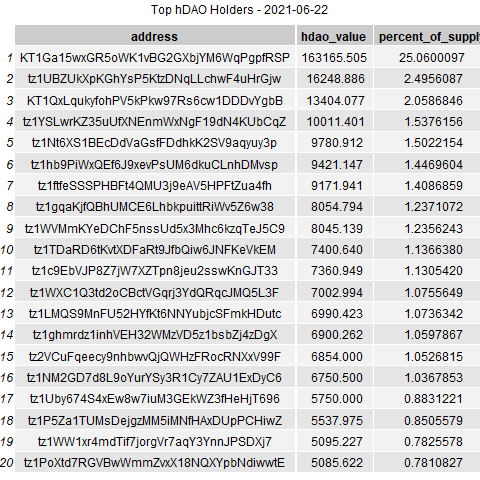 Top hDAO Holders - 2021-06-22
address hdao_value percent_of_supply
1 KT1Ga15wxGR5oWK1vBG2GXbjYM6WqPgpfRSP 163165.505 25.0600097
2 tz1UBZUkXpKGhYsP5KtzDNqLLchwF4uHrGjw 16248.886 2.4956087
3 KT1QxLqukyfohPV5kPkw97Rs6cw1DDDvYgbB 13404.077 2.0586846
4 tz1YSLwrKZ35uUfXNEnmWxNgF19dN4KUbCqZ 10011.401 1.5376156
5 tz1Nt6XS1BEcDdVaGsfFDdhkK2SV9aqyuy3p 9780.912 1.5022154
6 tz1hb9PiWxQEf6J9xevPsUM6dkuCLnhDMvsp 9421.147 1.4469604
7 tz1ftfeSSSPHBFt4QMU3j9eAV5HPFtZua4fh 9171.941 1.4086859
8 tz1gqaKjfQBhUMCE6LhbkpuittRiWv5Z6w38 8054.794 1.2371072
9 tz1WVMmKYeDChF5nssUd5x3Mhc6kzqTeJ5C9 8045.139 1.2356243
10 tz1TDaRD6tKvtXDFaRt9JfbQiw6JNFKeVkEM 7400.640 1.1366380
11 tz1c9EbVJP8Z7jW7XZTpn8jeu2sswKnGJT33 7360.949 1.1305420
12 tz1WXC1Q3td2oCBctVGqrj3YdQRqcJMQ5L3F 7002.994 1.0755649
13 tz1LMQS9MnFU52HYfKt6NNYubjcSFmkHDutc 6990.423 1.0736342
14 tz1ghmrdz1inhVEH32WMzVD5z1bsbZj4zDgX 6900.262 1.0597867
15 tz2VCuFqeecy9nhbwvQjQWHzFRocRNXxV99F 6854.000 1.0526815
16 tz1NM2GD7d8L9oYurYSy3R1Cy7ZAU1ExDyC6 6750.500 1.0367853
17 tz1Uby674S4xEw8w7iuM3GEkWZ3fHeHjT696 5750.000 0.8831221
18 tz1P5Za1TUMsDejgzMM5iMNfHAxDUpPCHiwZ 5537.975 0.8505579
19 tz1WW1xr4mdTif7jorgVr7aqY3YnnJPSDXj7 5095.227 0.7825578
20 tz1PoXtd7RGVBwWmmZvxX18NQXYpbNdiwwtE 5085.622 0.7810827